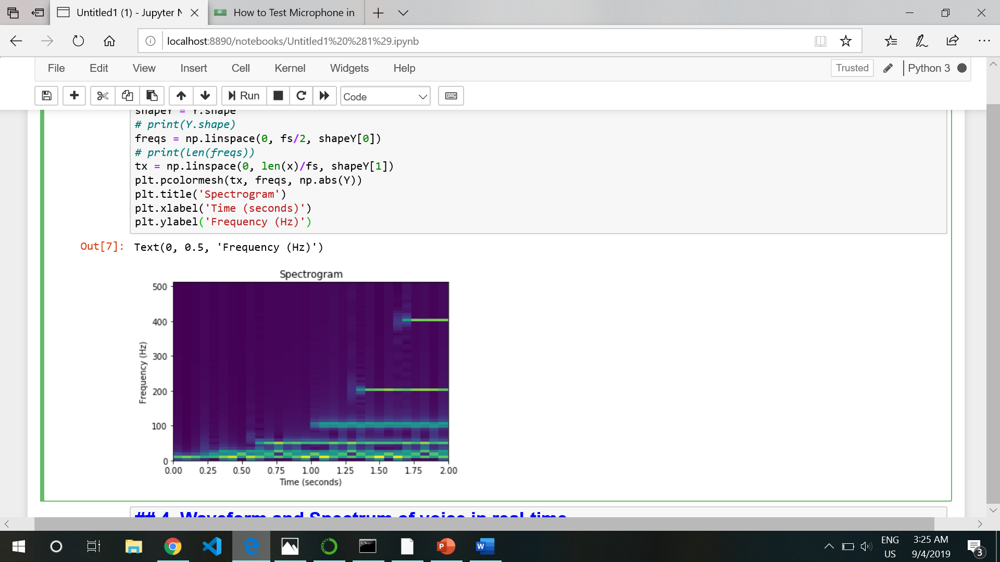 Untitled1 (1) - Jupyter N
How to Test Microphone in
localhost:8890/notebooks/Untitled1%20%281%29.ipynb
File Edit View Insert Cell Kernel Widgets Help
Trusted
Python 3
Run
Code
shapeY = Y.shape
# print(Y.shape)
freqs = np.linspace(0, fs/2, shapeY[0])
# print(len(freqs))
tx = np.linspace(0, len(x)/fs, shapeY[1])
plt.pcolormesh(tx, freqs, np.abs(Y))
plt.title('Spectrogram')
plt.xlabel('Time (seconds)')
plt.ylabel('Frequency (Hz)')
Out[7]: Text(0, 0.5, 'Frequency (Hz)')
Spectrogram
500
400
300
200
100
0
Frequency (Hz)
0.00 0.25 0.50 0.75 1.00 1.25 1.50 1.75 2.00
Time (seconds)
## 4. Waveform and Spectrum of voice in real time
ENG
US
3:25 AM
9/4/2019
3